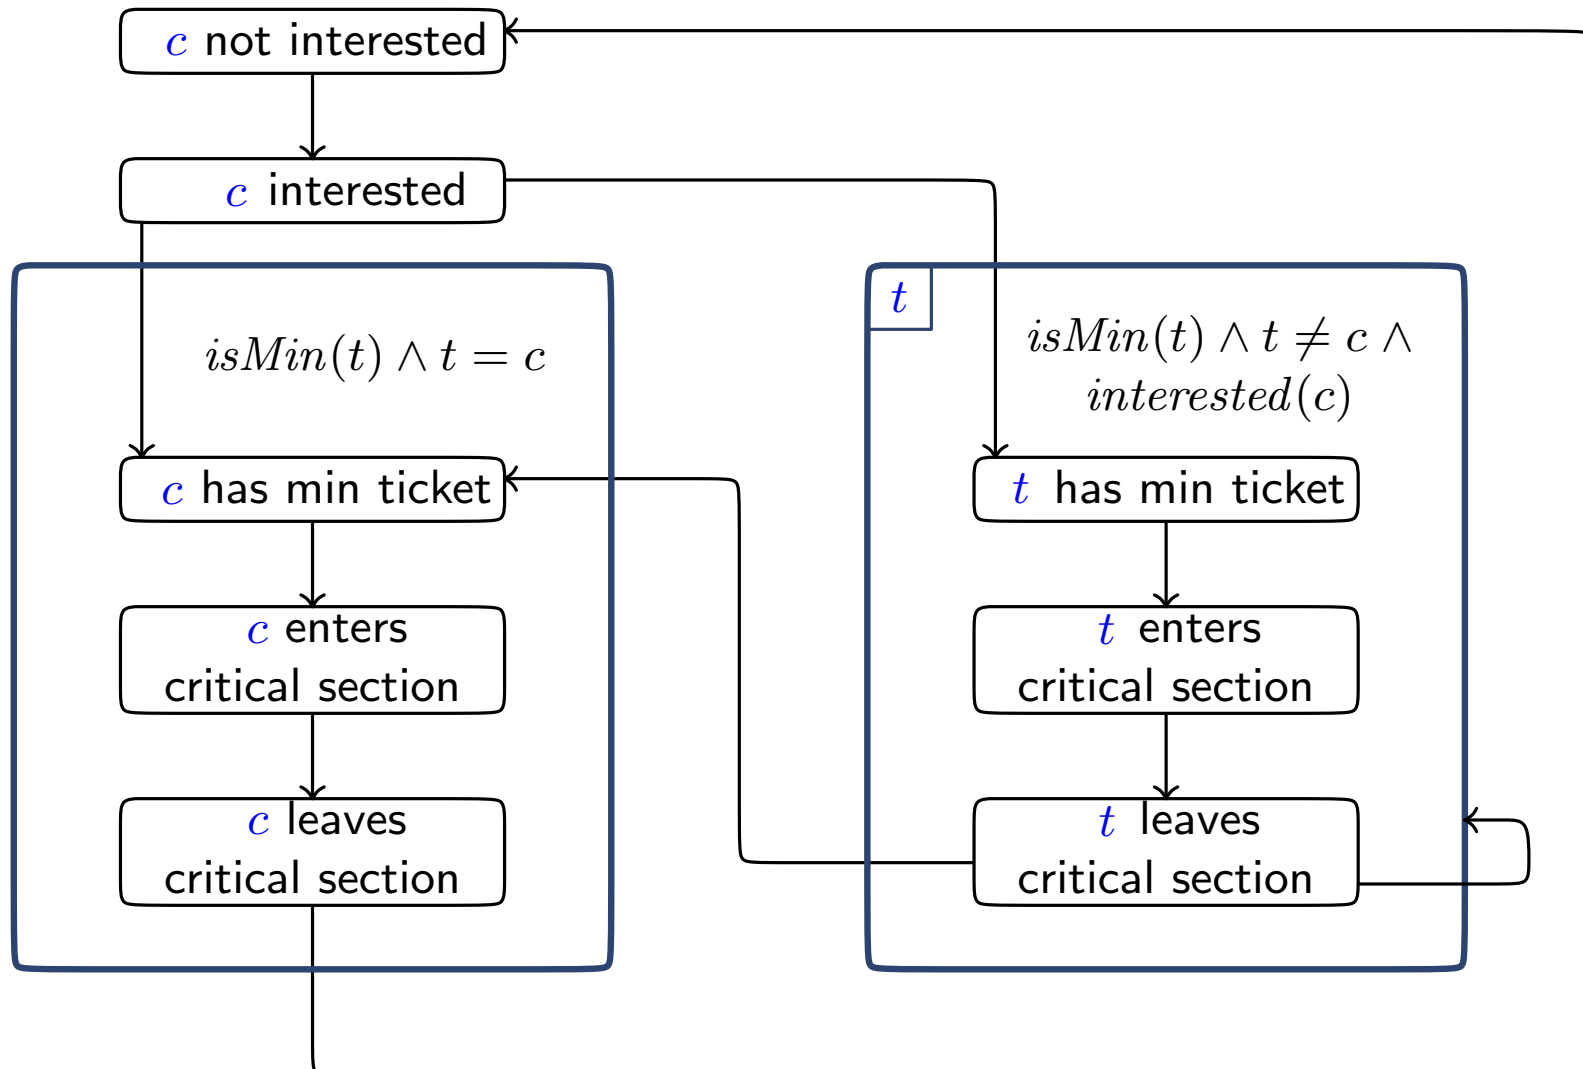 c not interested
c interested
isMin(t) ∧ t = c
c has min ticket
c enters
critical section
c leaves
critical section
t
isMin(t) ∧ t ≠ c ∧
interested(c)
t has min ticket
t enters
critical section
t leaves
critical section